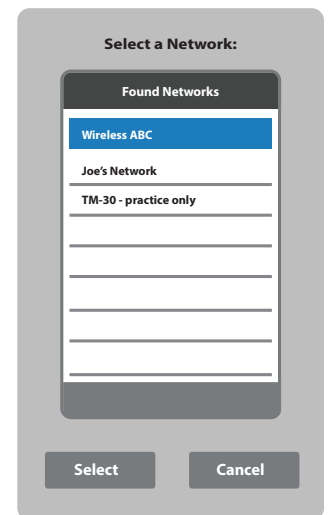 Select a Network:
Found Networks
Wireless ABC
Joe's Network
TM-30 - practice only
Select Cancel